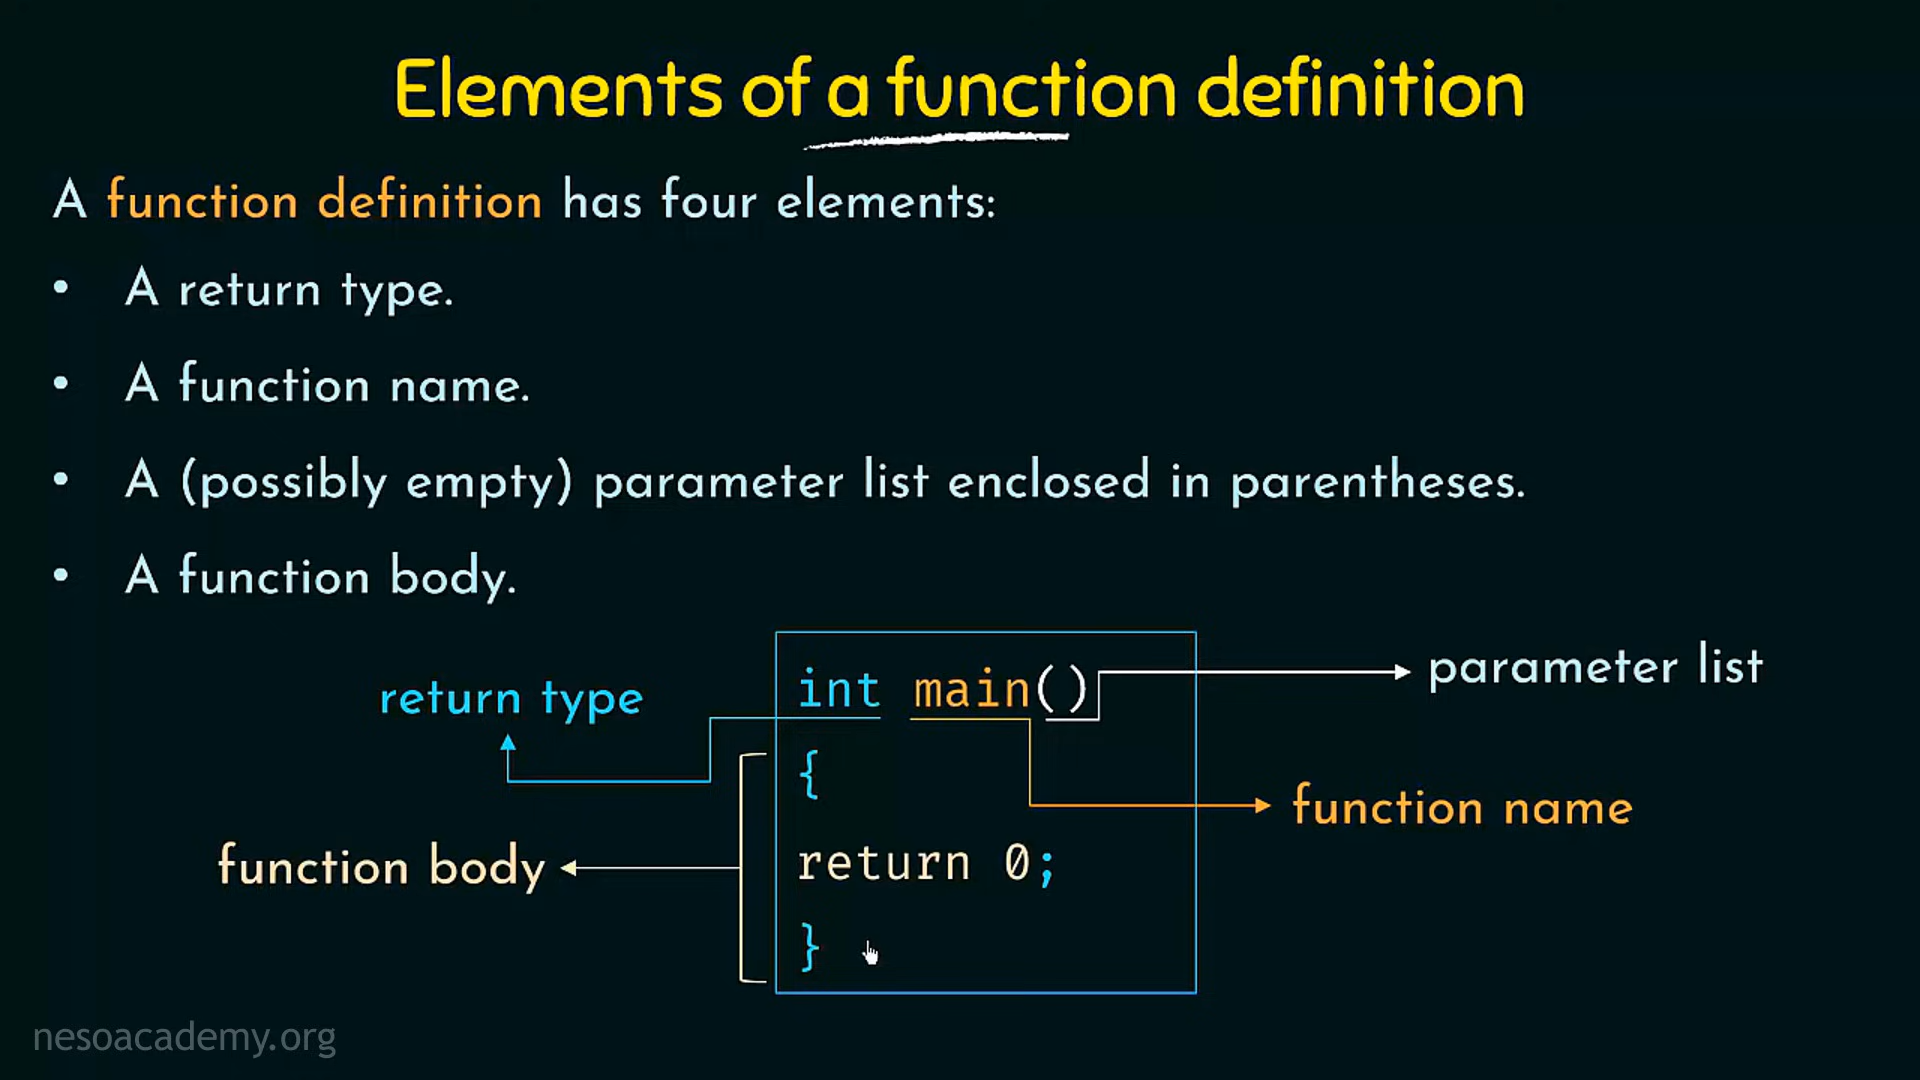 Elements of a function definition
A function definition has four elements:
• A return type.
• A function name.
• A (possibly empty) parameter list enclosed in parentheses.
• A function body.
int main()
parameter list
return type
{
function name
return 0;
function body
}
nesoacademy.org